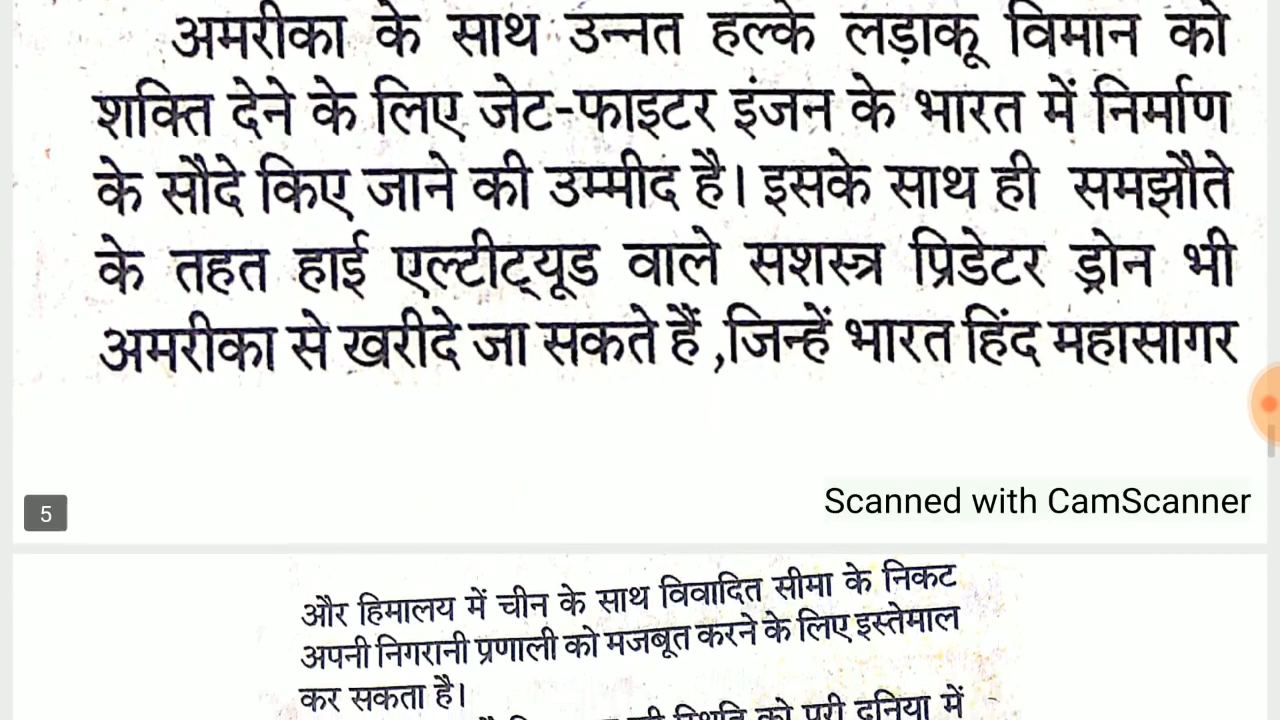 अमरीका के साथ उन्नत हल्के लड़ाकू विमान को
शक्ति देने के लिए जेट-फाइटर इंजन के भारत में निर्माण
के सौदे किए जाने की उम्मीद है। इसके साथ ही समझौते
के तहत हाई एल्टीट्यूड वाले सशस्त्र प्रिडेटर ड्रोन भी
अमरीका से खरीदे जा सकते हैं ,जिन्हें भारत हिंद महासागर
Scanned with CamScanner
5
और हिमालय में चीन के साथ विवादित सीमा के निकट
अपनी निगरानी प्रणाली को मजबूत करने के लिए इस्तेमाल
कर सकता है।
की स्थिति को पूरी दुनिया में